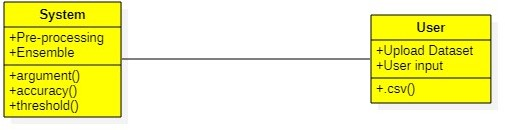 System
+Pre-processing
+Ensemble
+argument()
+accuracy()
+threshold()
User
+Upload Dataset
+User input
+.csv()